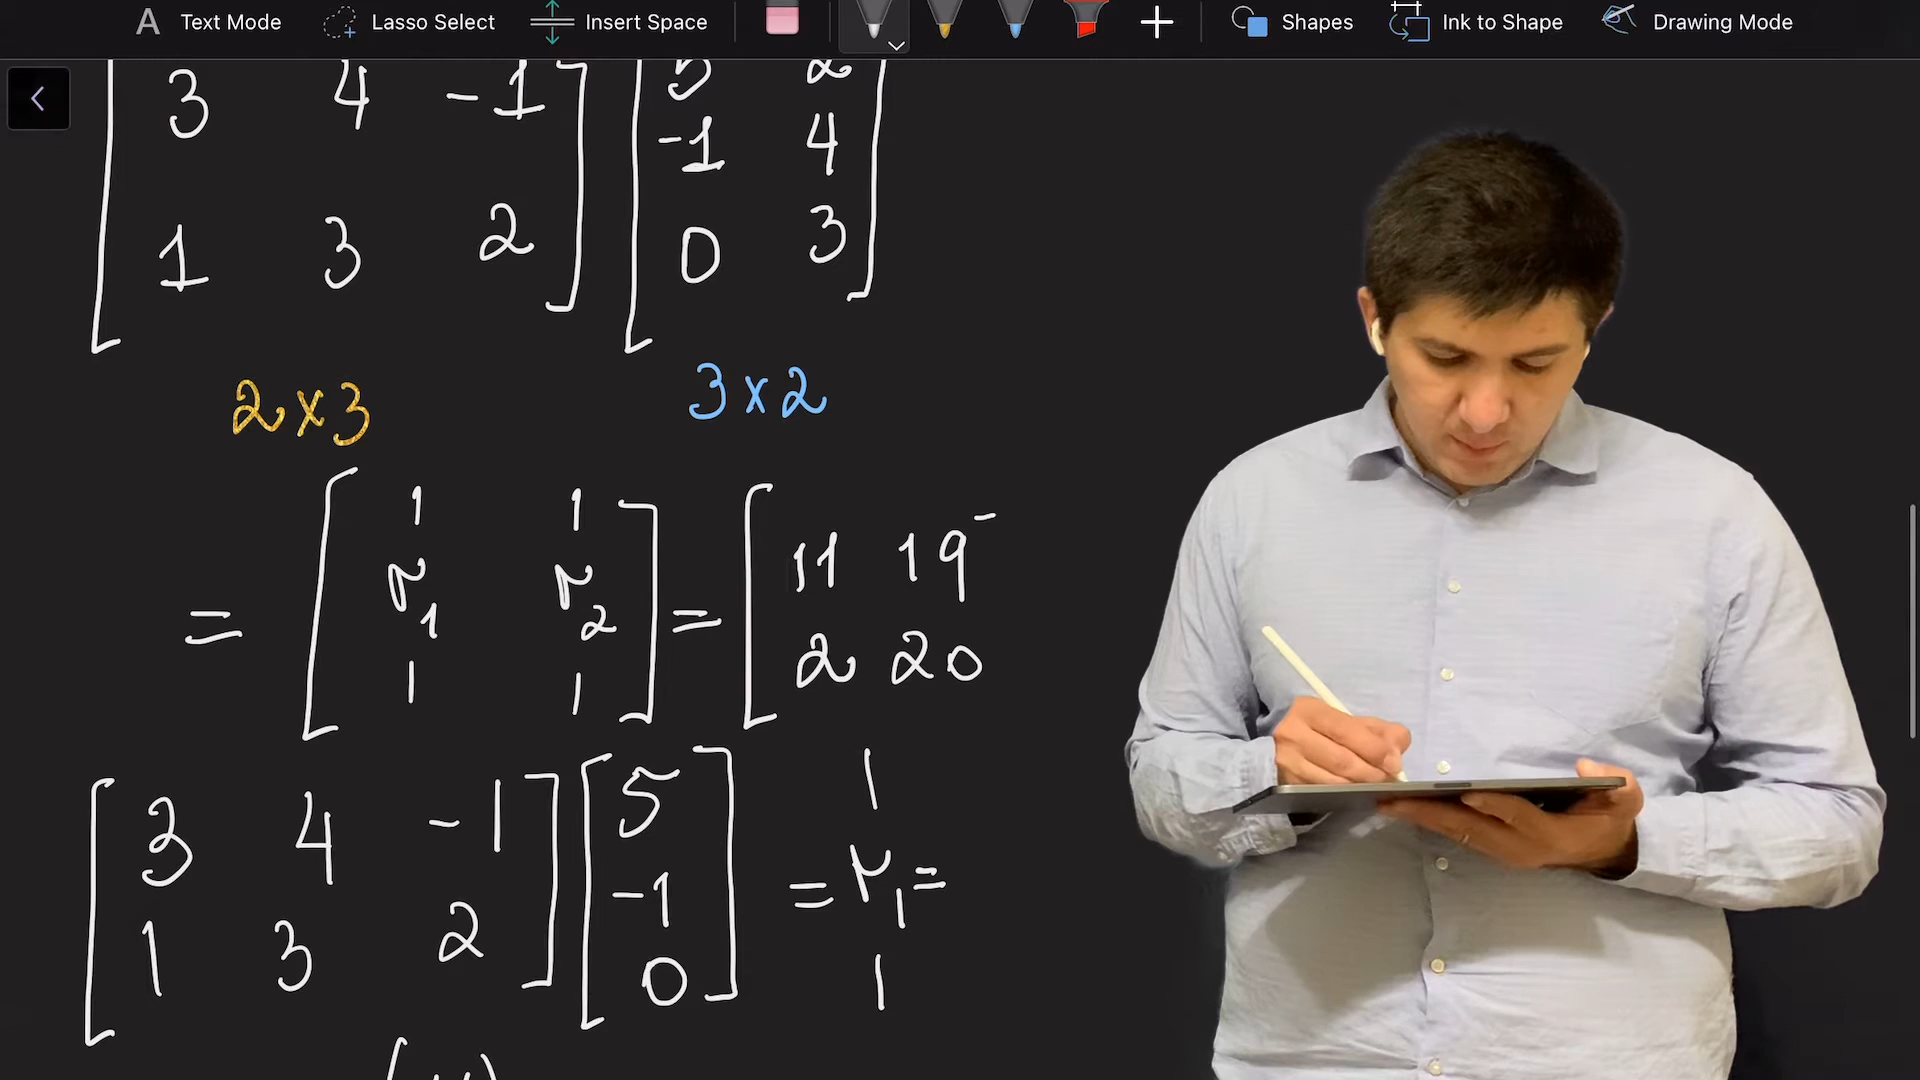 Text Mode Lasso Select Insert Space Shapes Ink to Shape Drawing Mode
3 4 -1 5 2
-1 4
1 3 2 0 3
2x3 3x2
= [ r1 r2 ] = [ 11 19
2 20
[ 3 4 -1 ] [ 5 ]
-1 = r1 =
1 3 2 0